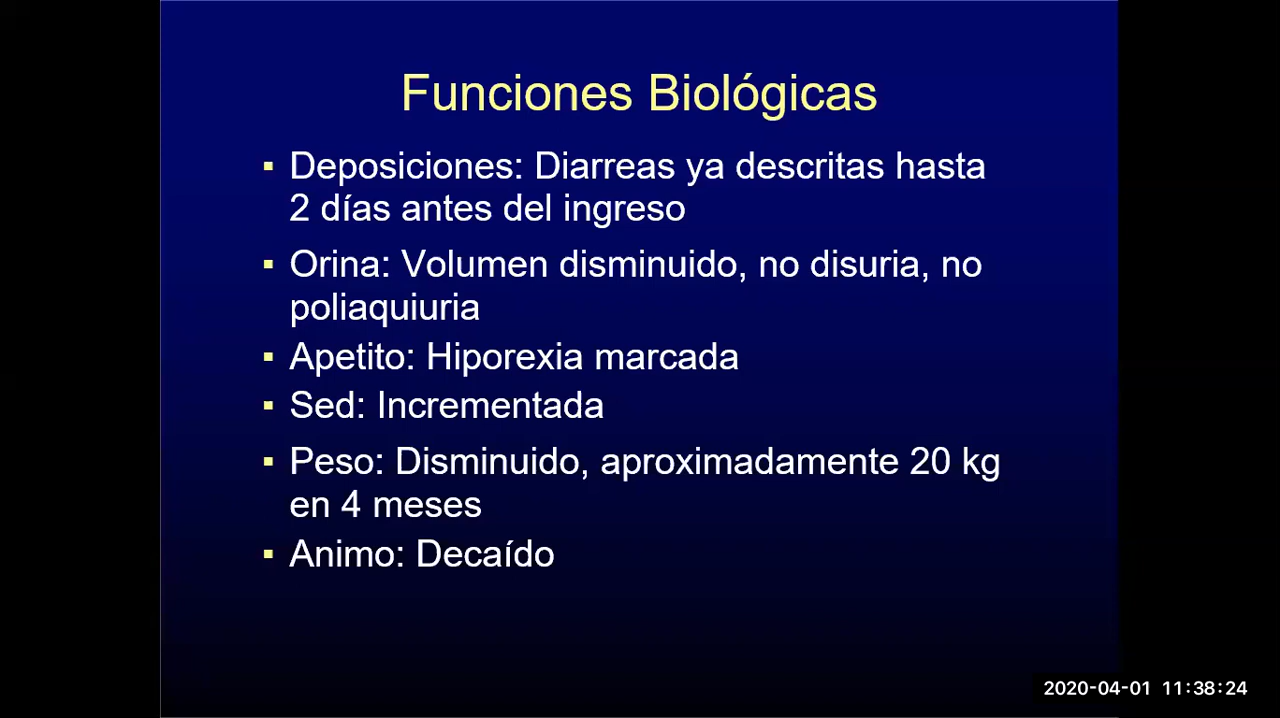 Funciones Biológicas
▪ Deposiciones: Diarreas ya descritas hasta
2 días antes del ingreso
▪ Orina: Volumen disminuido, no disuria, no
poliaquiuria
▪ Apetito: Hiporexia marcada
▪ Sed: Incrementada
▪ Peso: Disminuido, aproximadamente 20 kg
en 4 meses
▪ Animo: Decaído
2020-04-01 11:38:24